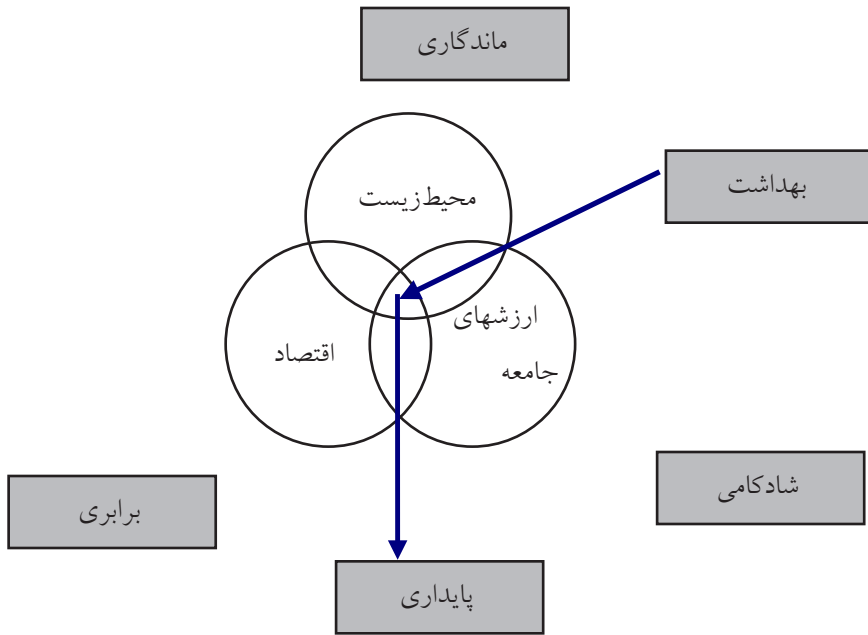 ماندگاری
بهداشت
محیط‌زیست
ارزشهای
جامعه
اقتصاد
شادکامی
برابری
پایداری